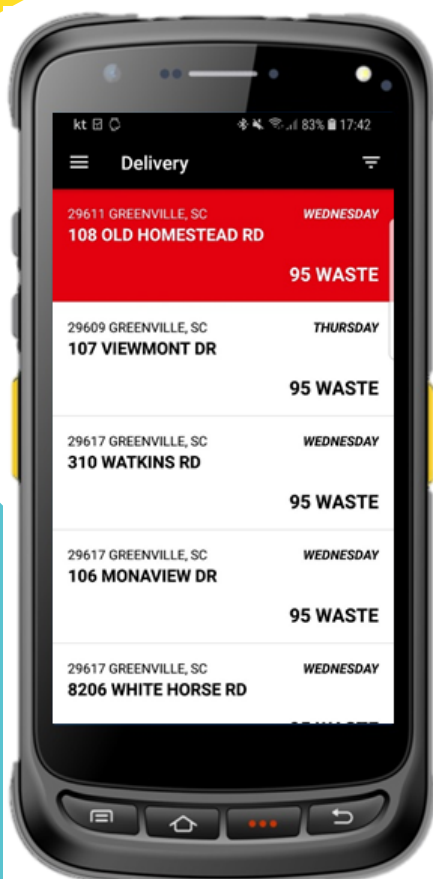 kt 83% 17:42
Delivery
29611 GREENVILLE, SC WEDNESDAY
108 OLD HOMESTEAD RD
95 WASTE
29609 GREENVILLE, SC THURSDAY
107 VIEWMONT DR
95 WASTE
29617 GREENVILLE, SC WEDNESDAY
310 WATKINS RD
95 WASTE
29617 GREENVILLE, SC WEDNESDAY
106 MONAVIEW DR
95 WASTE
29617 GREENVILLE, SC WEDNESDAY
8206 WHITE HORSE RD